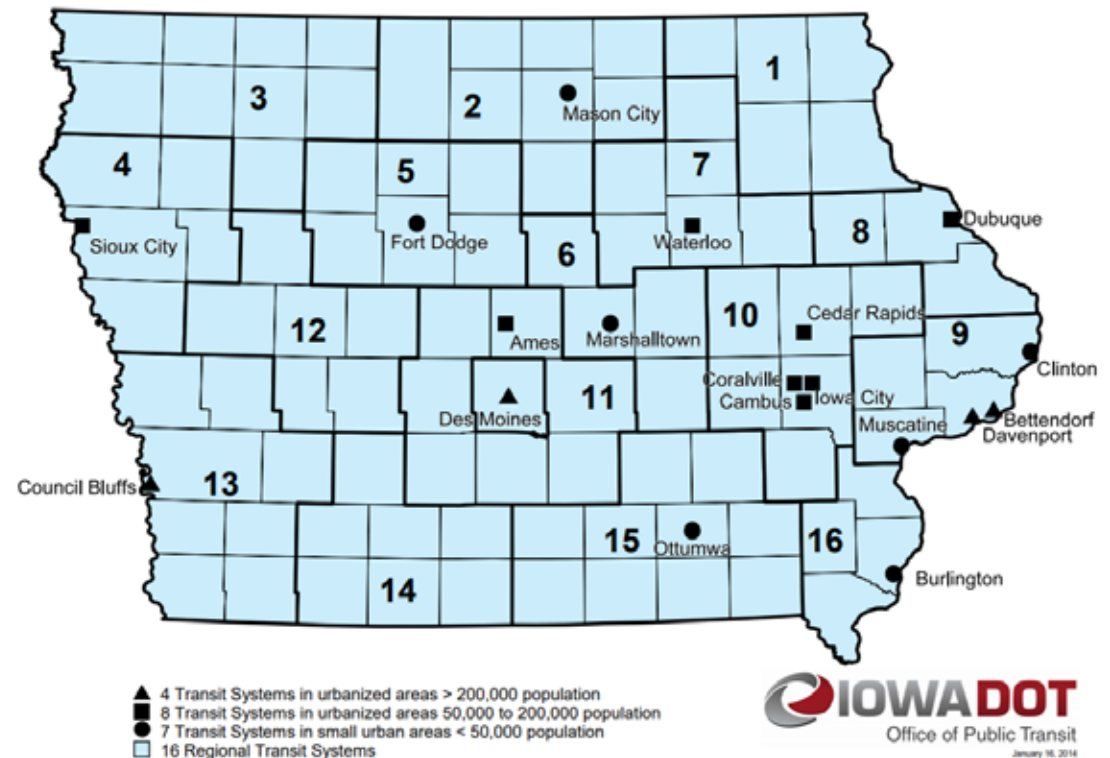 1
3
2
Mason City
4
5
7
Sioux City
Fort Dodge
Waterloo
8
Dubuque
6
12
Ames
Marshalltown
10
Cedar Rapids
9
Clinton
Des Moines
11
Coralville
Cambus
Iowa City
Muscatine
Bettendorf
Davenport
Council Bluffs
13
15
Ottumwa
16
14
Burlington
4 Transit Systems in urbanized areas > 200,000 population
8 Transit Systems in urbanized areas 50,000 to 200,000 population
7 Transit Systems in small urban areas < 50,000 population
16 Regional Transit Systems
IOWADOT
Office of Public Transit
January 16, 2014